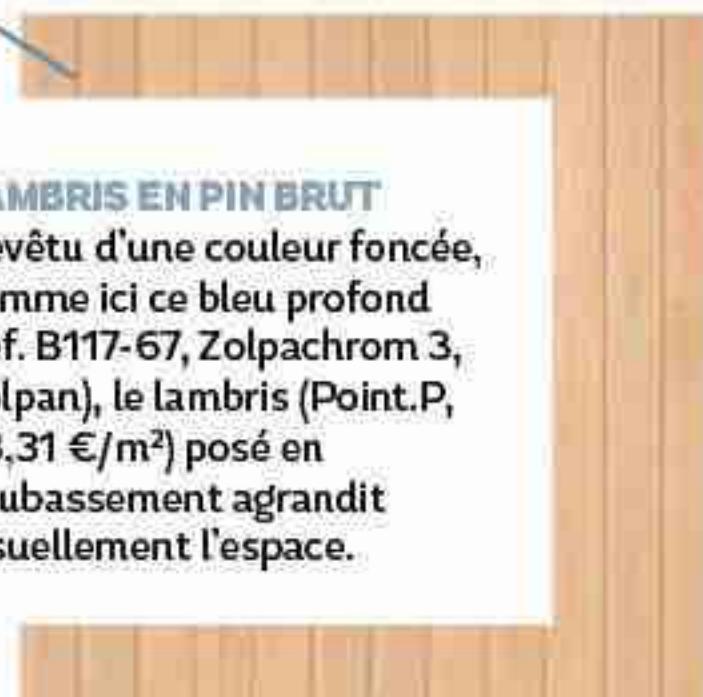 AMBRIS EN PIN BRUT
evêtu d'une couleur foncée,
mme ici ce bleu profond
f. B117-67, Zolpachrom 3,
lpan), le lambris (Point.P,
,31 €/m²) posé en
ubassement agrandit
suellement l'espace.